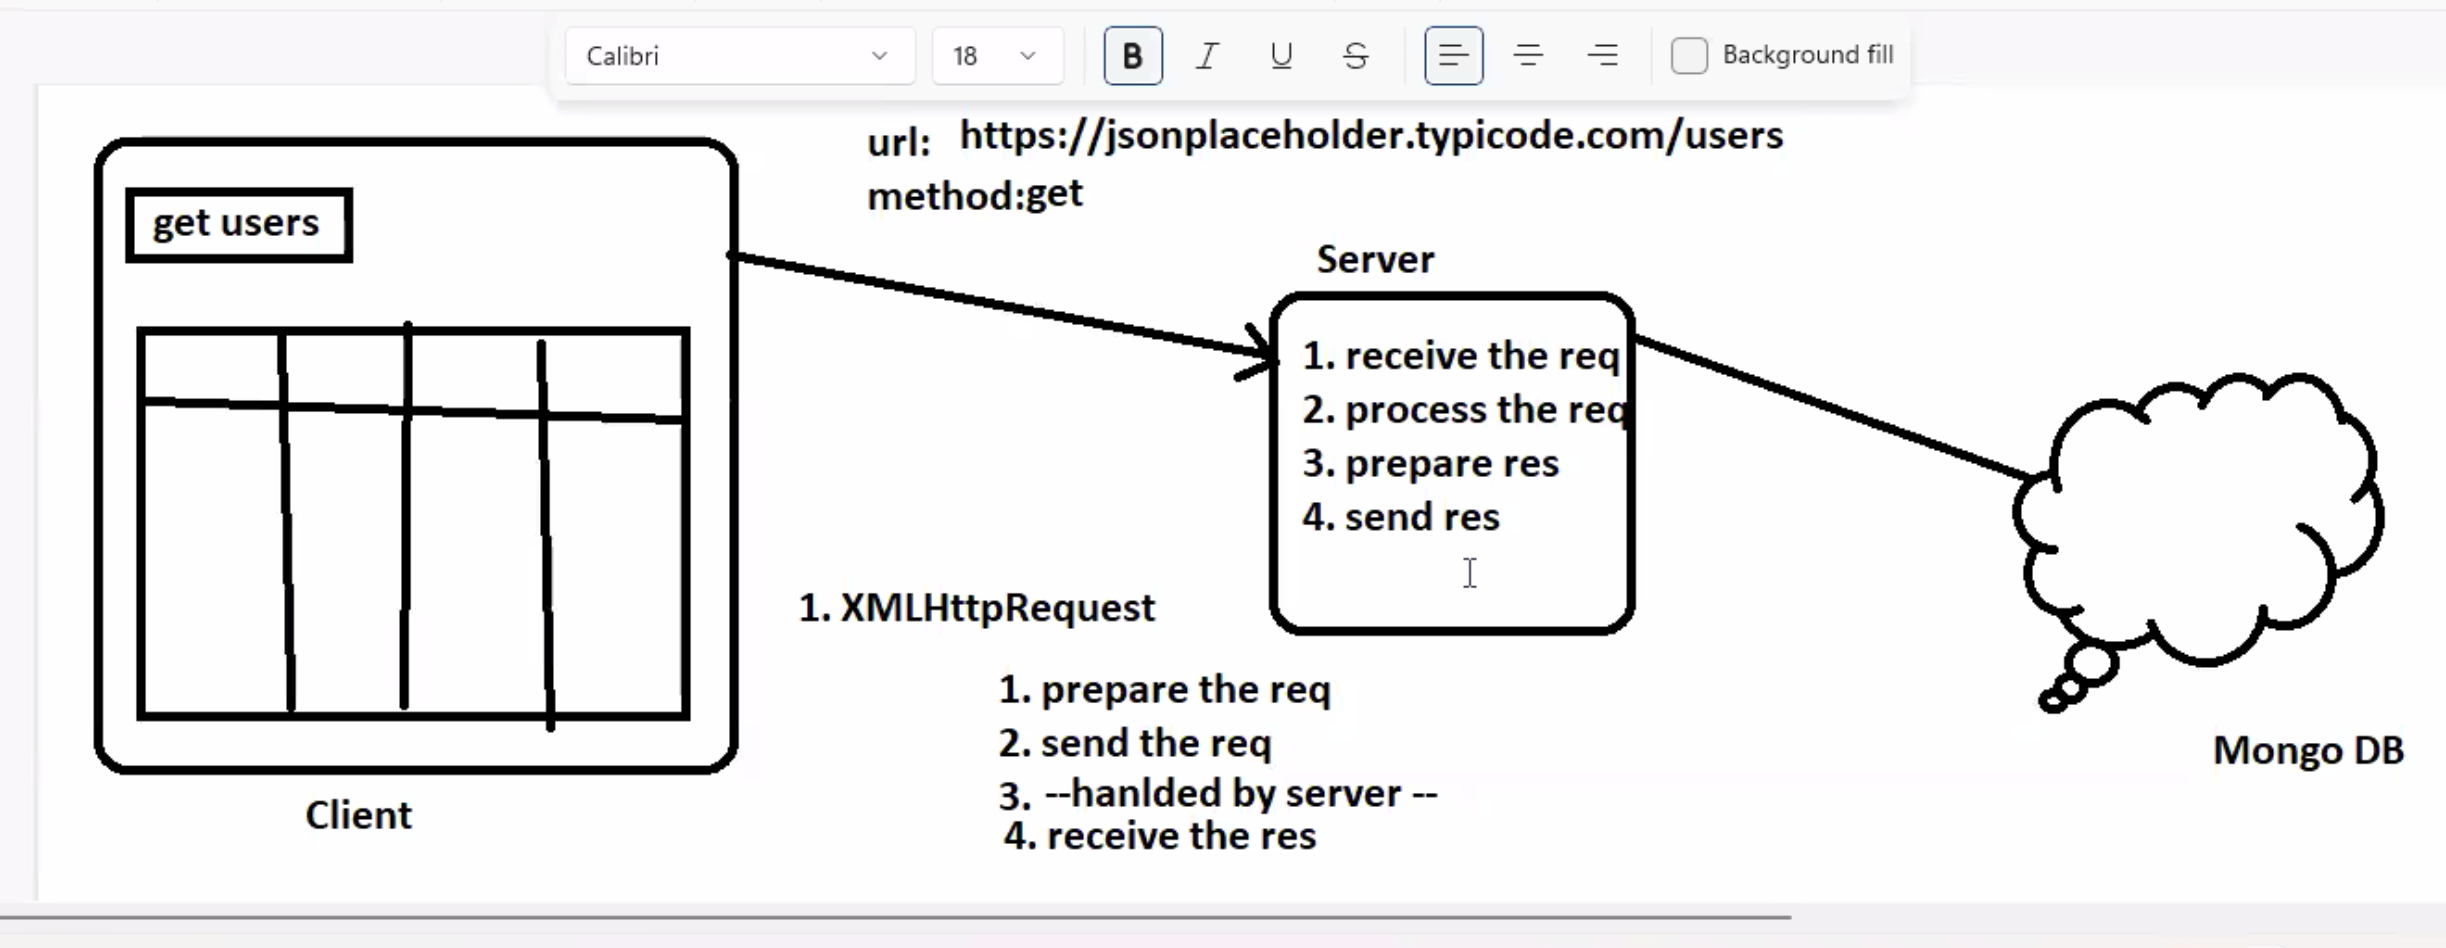 Calibri
18
B I U S
Background fill
url: https://jsonplaceholder.typicode.com/users
method:get
get users
Server
1. receive the req
2. process the req
3. prepare res
4. send res
1. XMLHttpRequest
1. prepare the req
2. send the req
3. --hanlded by server --
4. receive the res
Client
Mongo DB